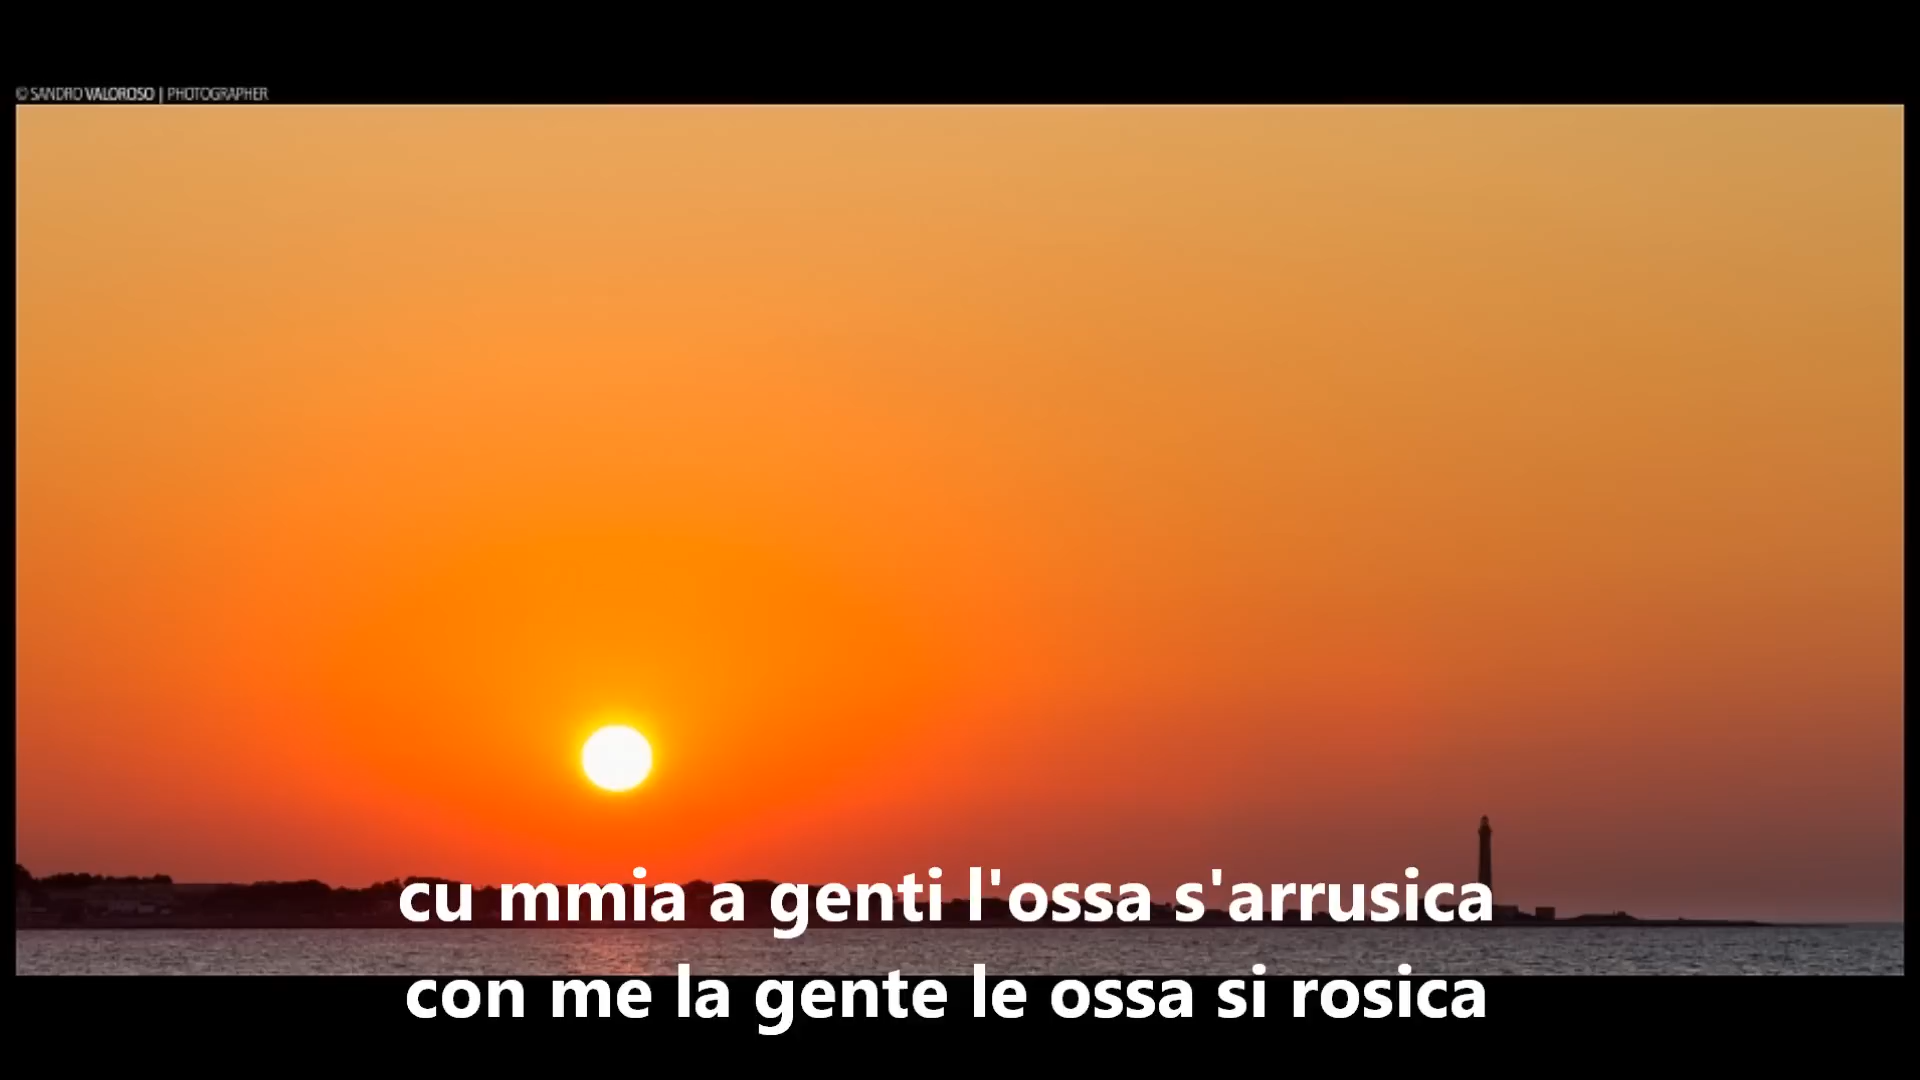 © SANDRO VALOROSO | PHOTOGRAPHER
cu mmia a genti l'ossa s'arrusica
con me la gente le ossa si rosica